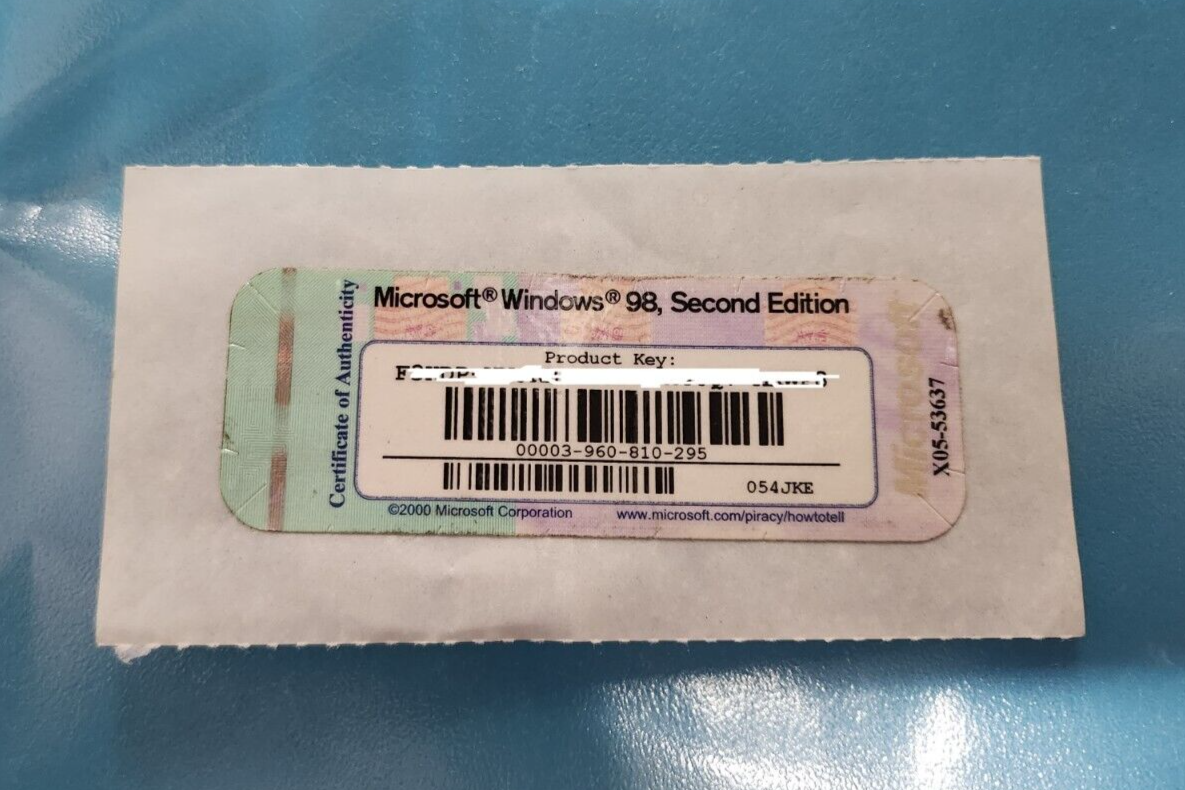 Microsoft® Windows® 98, Second Edition
Certificate of Authenticity
Product Key:
00003-960-810-295
054JKE
©2000 Microsoft Corporation
www.microsoft.com/piracy/howtotell
Microsoft
X05-53637